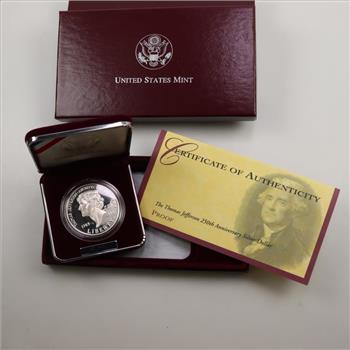 UNITED STATES MINT
CERTIFICATE OF AUTHENTICITY
The Thomas Jefferson 250th Anniversary Silver Dollar
PROOF
LIBERTY